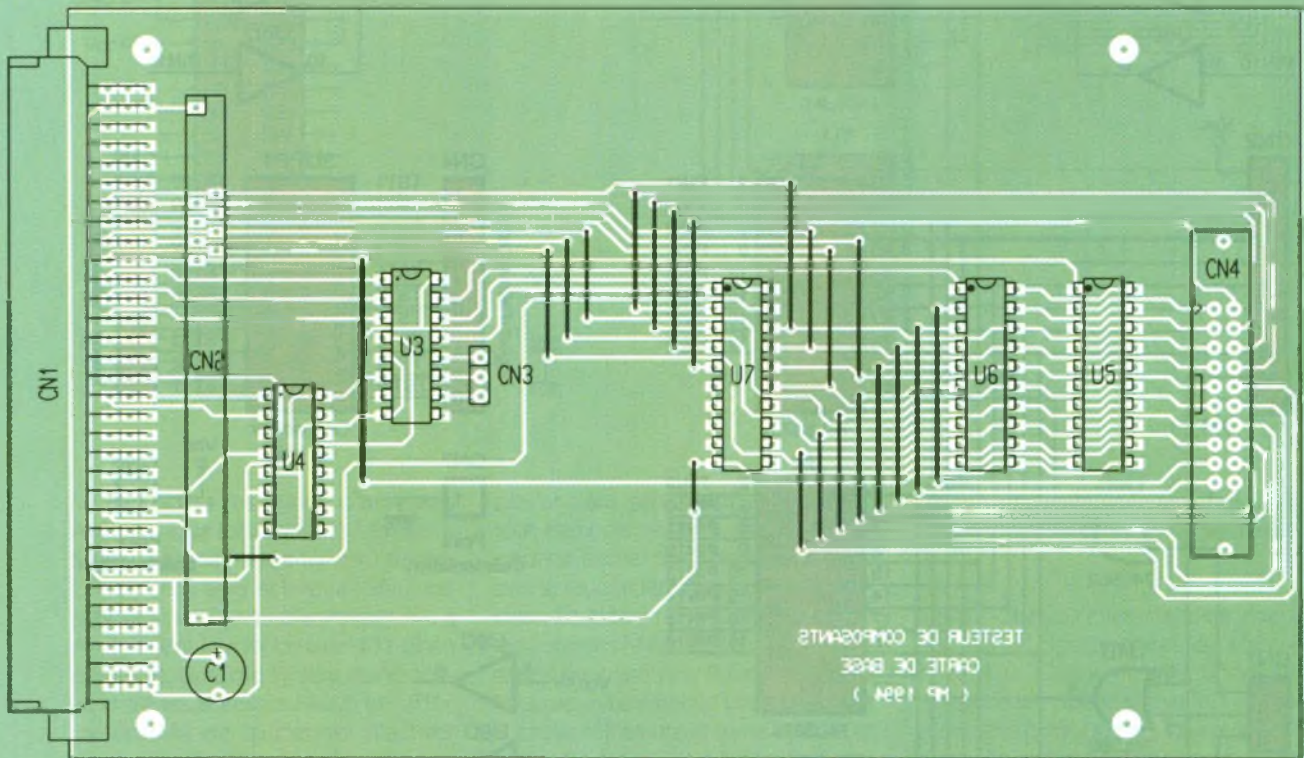 CN1
CN2
U4
U3
CN3
U7
U6
U5
CN4
C1
+
TESTEUR DE COMPOSANTS
CARTE DE BASE
( MP 1994 )